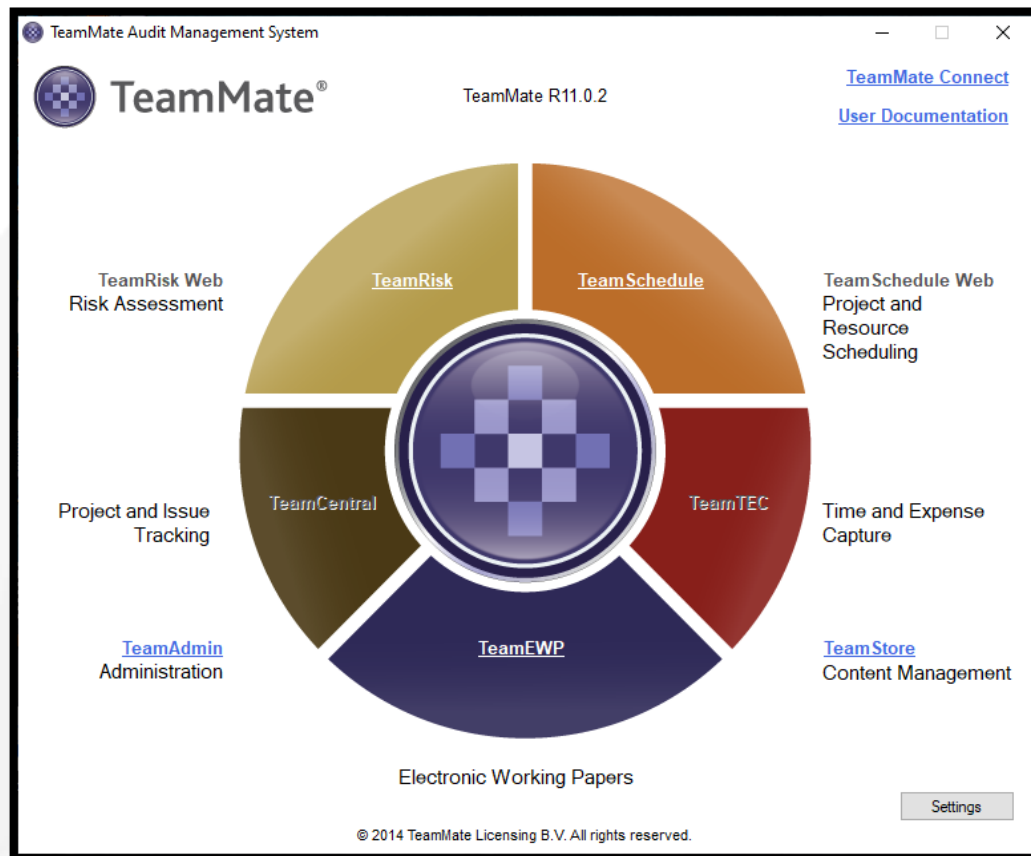 TeamMate Audit Management System
TeamMate®
TeamMate R11.0.2
TeamMate Connect
User Documentation
TeamRisk
TeamSchedule
TeamRisk Web
Risk Assessment
TeamSchedule Web
Project and
Resource
Scheduling
TeamCentral
TeamTEC
Project and Issue
Tracking
Time and Expense
Capture
TeamAdmin
Administration
TeamEWP
TeamStore
Content Management
Electronic Working Papers
Settings
© 2014 TeamMate Licensing B.V. All rights reserved.